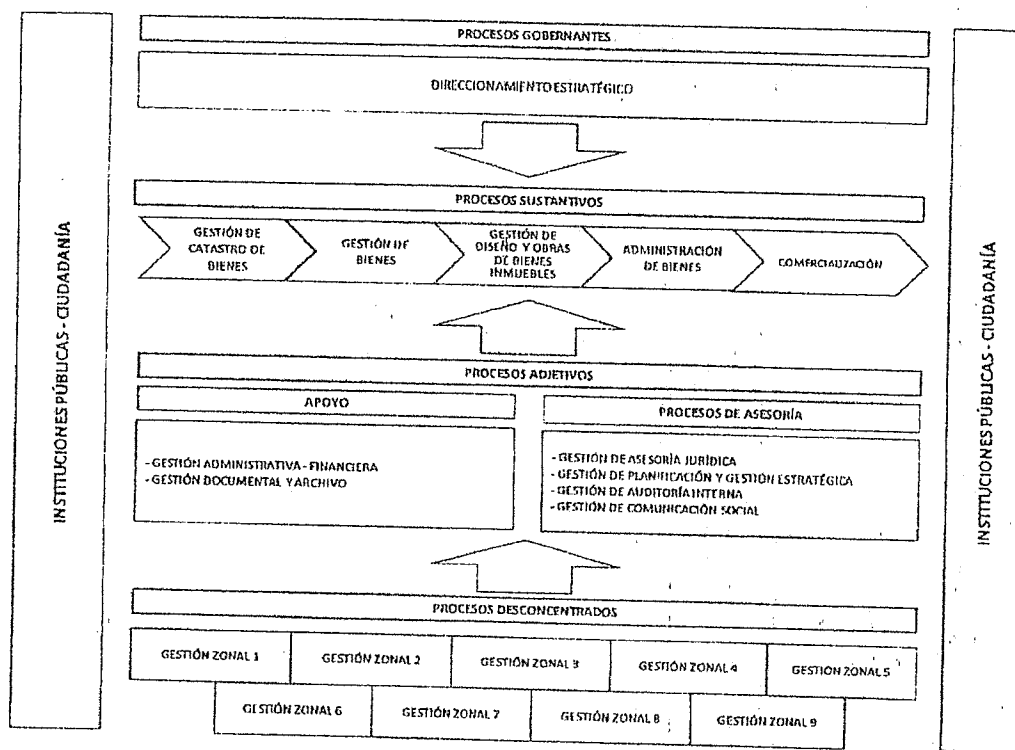 INSTITUCIONES PÚBLICAS - CIUDADANÍA
PROCESOS GOBERNANTES
DIRECCIONAMIENTO ESTRATÉGICO
PROCESOS SUSTANTIVOS
GESTIÓN DE
CATASTRO DE
BIENES
GESTIÓN DE
BIENES
GESTIÓN DE
DISEÑO Y OBRAS
DE BIENES
INMUEBLES
ADMINISTRACIÓN
DE BIENES
COMERCIALIZACIÓN
PROCESOS ADJETIVOS
APOYO
- GESTIÓN ADMINISTRATIVA - FINANCIERA
- GESTIÓN DOCUMENTAL Y ARCHIVO
PROCESOS DE ASESORÍA
- GESTIÓN DE ASESORÍA JURÍDICA
- GESTIÓN DE PLANIFICACIÓN Y GESTIÓN ESTRATÉGICA
- GESTIÓN DE AUDITORÍA INTERNA
- GESTIÓN DE COMUNICACIÓN SOCIAL
PROCESOS DESCONCENTRADOS
GESTIÓN ZONAL 1
GESTIÓN ZONAL 2
GESTIÓN ZONAL 3
GESTIÓN ZONAL 4
GESTIÓN ZONAL 5
GESTIÓN ZONAL 6
GESTIÓN ZONAL 7
GESTIÓN ZONAL 8
GESTIÓN ZONAL 9
INSTITUCIONES PÚBLICAS - CIUDADANÍA